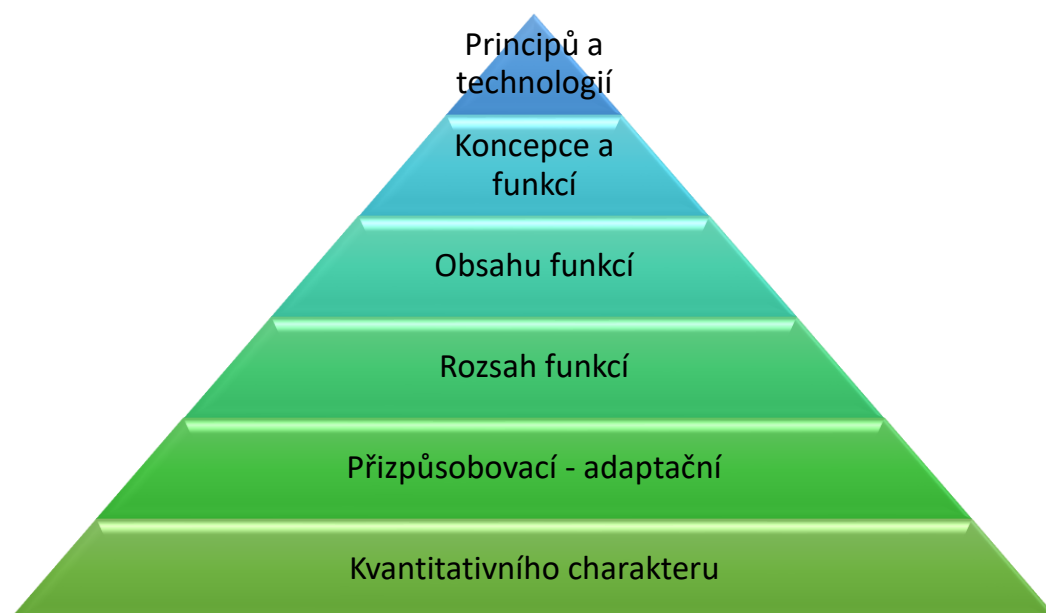 Principů a
technologií
Koncepce a
funkcí
Obsahu funkcí
Rozsah funkcí
Přizpůsobovací - adaptační
Kvantitativního charakteru